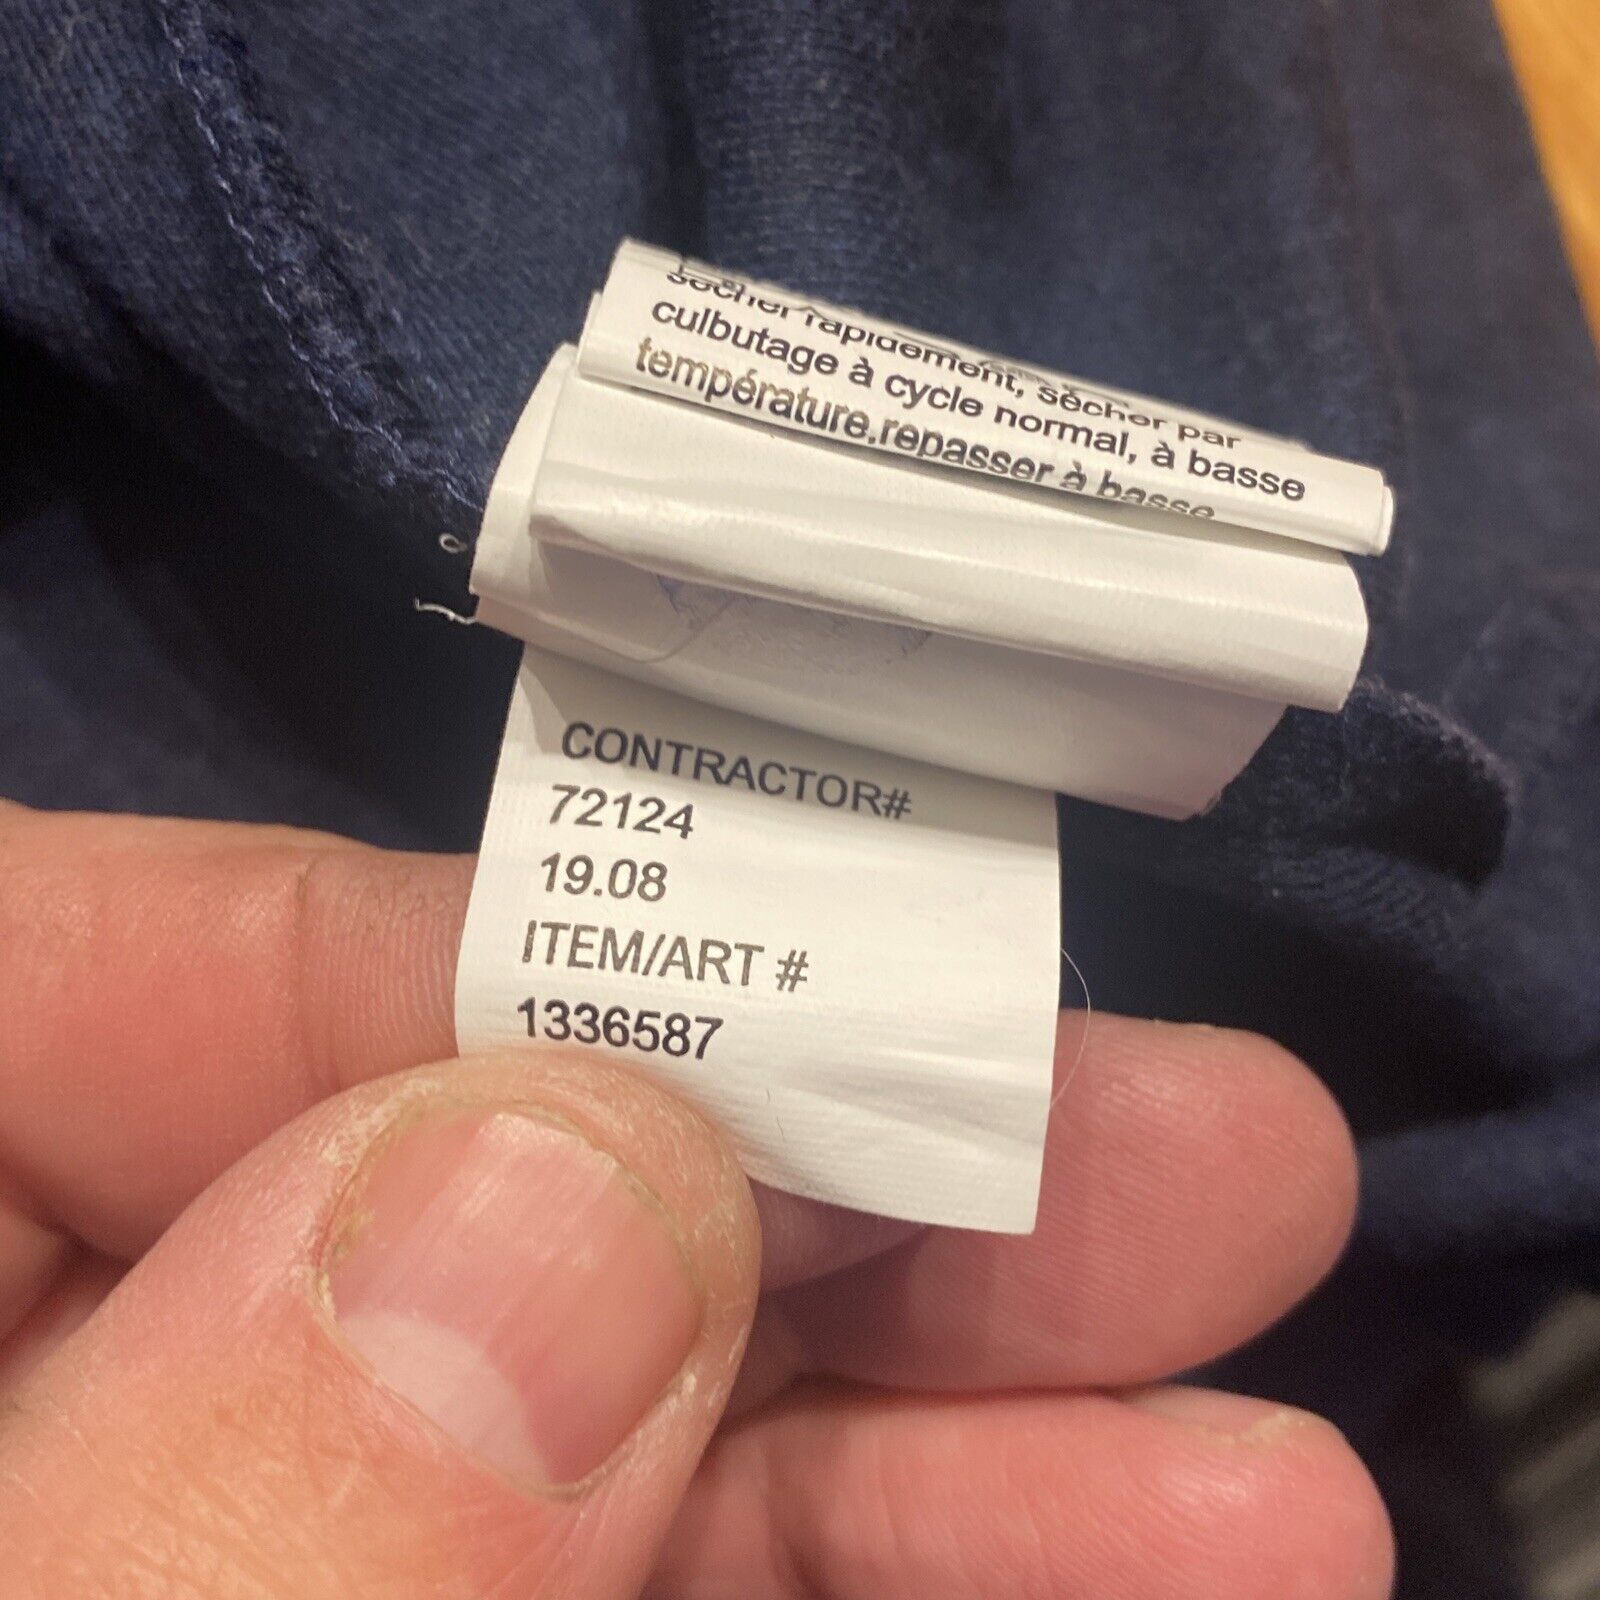 sécher rapidement, sécher par
culbutage à cycle normal, à basse
température,repasser à basse
CONTRACTOR#
72124
19.08
ITEM/ART #
1336587